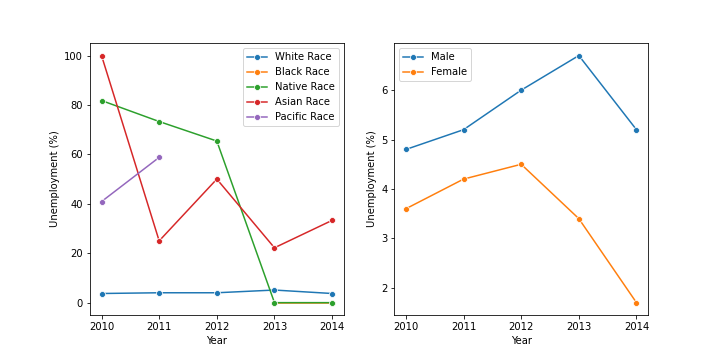 White Race
Black Race
Native Race
Asian Race
Pacific Race
100
80
60
40
20
0
Unemployment (%)
2010 2011 2012 2013 2014
Year
Male
Female
6
5
4
3
2
Unemployment (%)
2010 2011 2012 2013 2014
Year